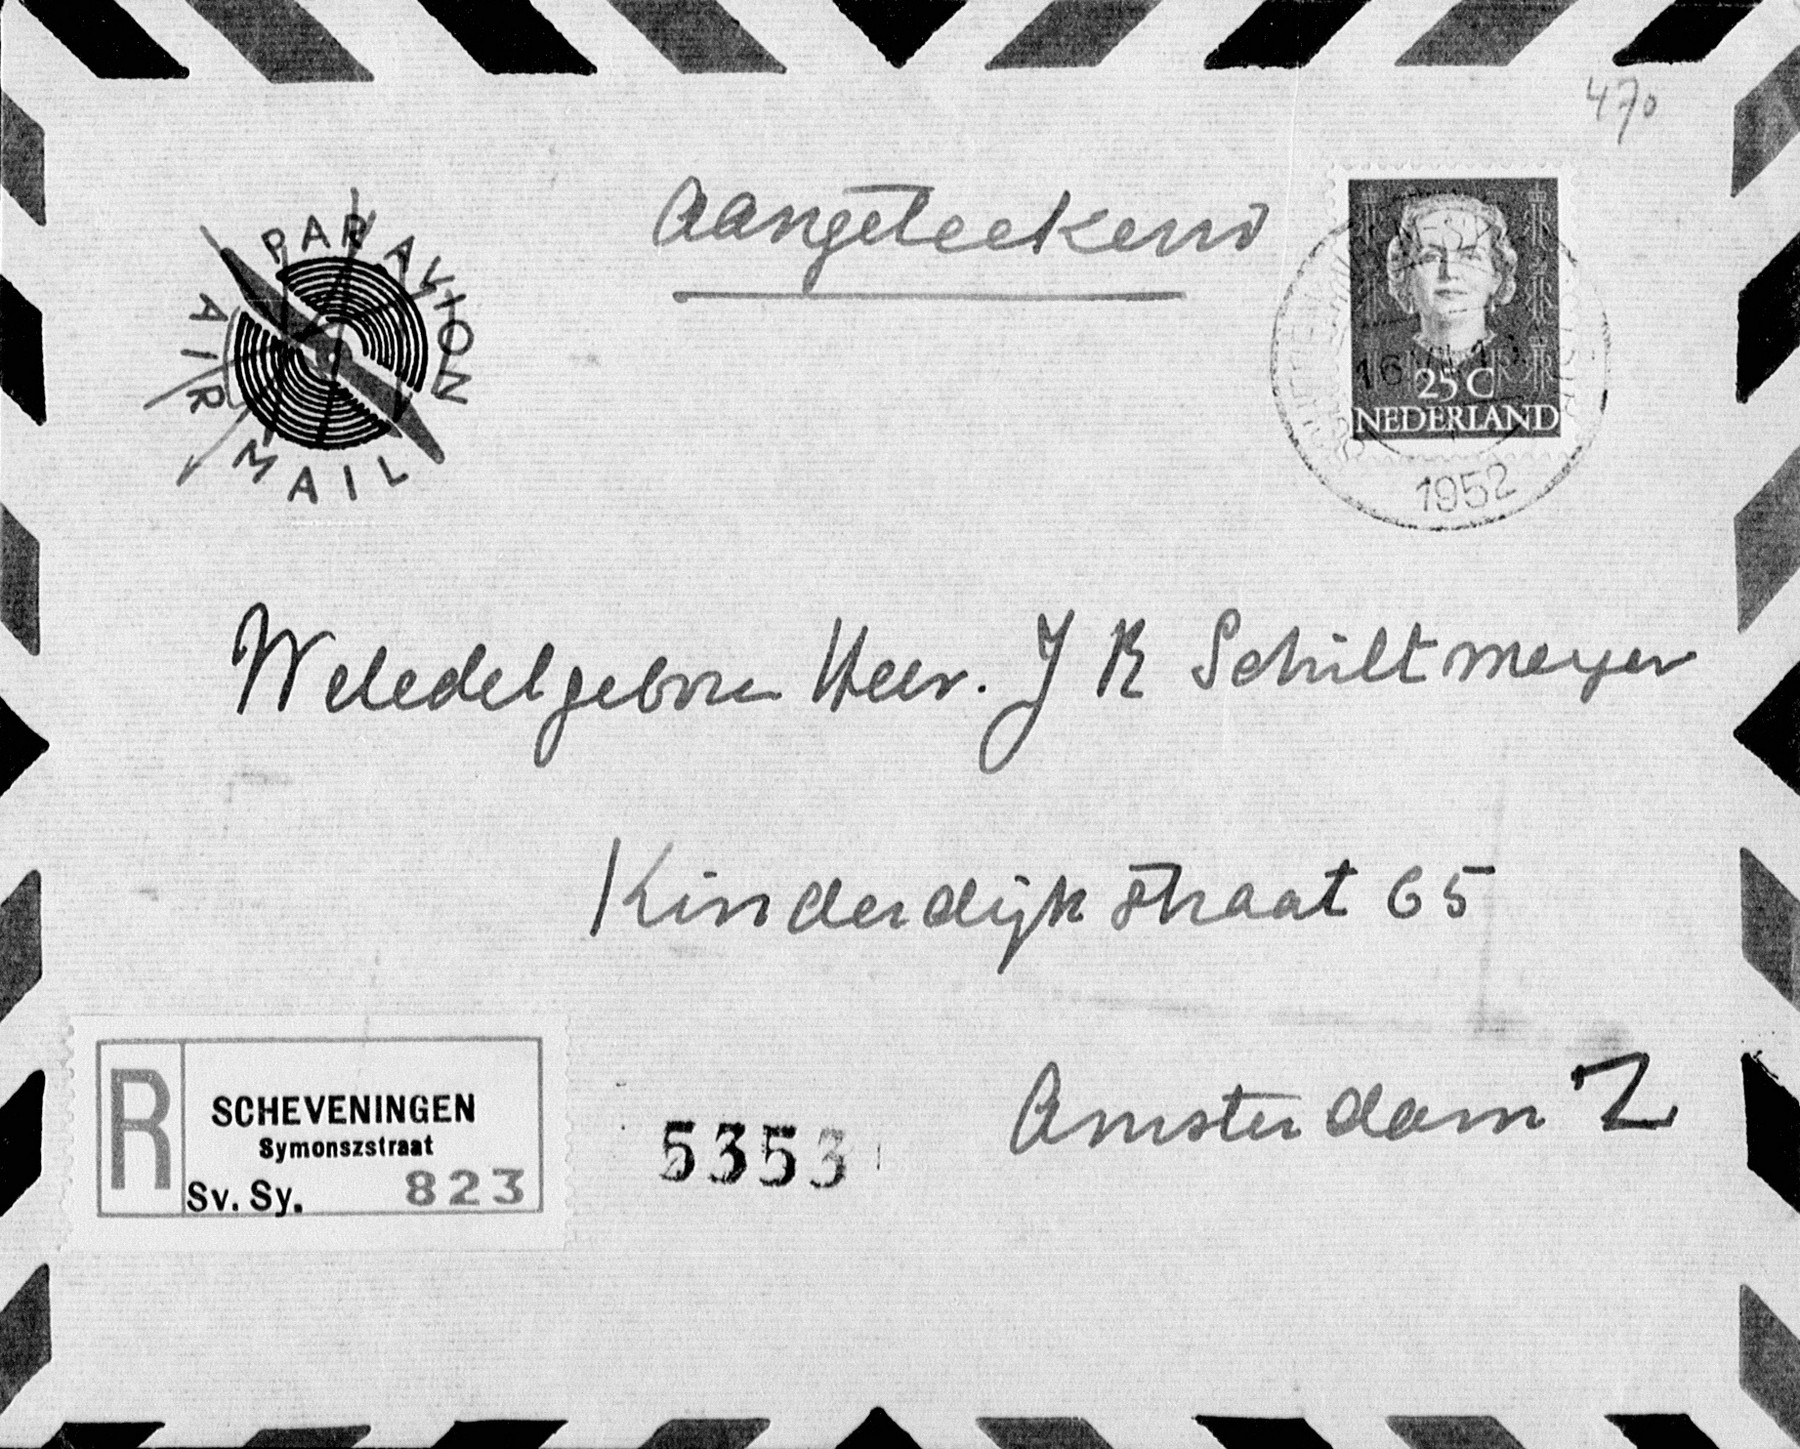 470
Aangeteekend
PAR AVION
AIR MAIL
25 C
NEDERLAND
16
1952
Weledelgeboren Heer. J R Schiltmeyer
Kinderdijkstraat 65
Amsterdam Z
R
SCHEVENINGEN
Symonszstraat
Sv. Sy. 823
5353